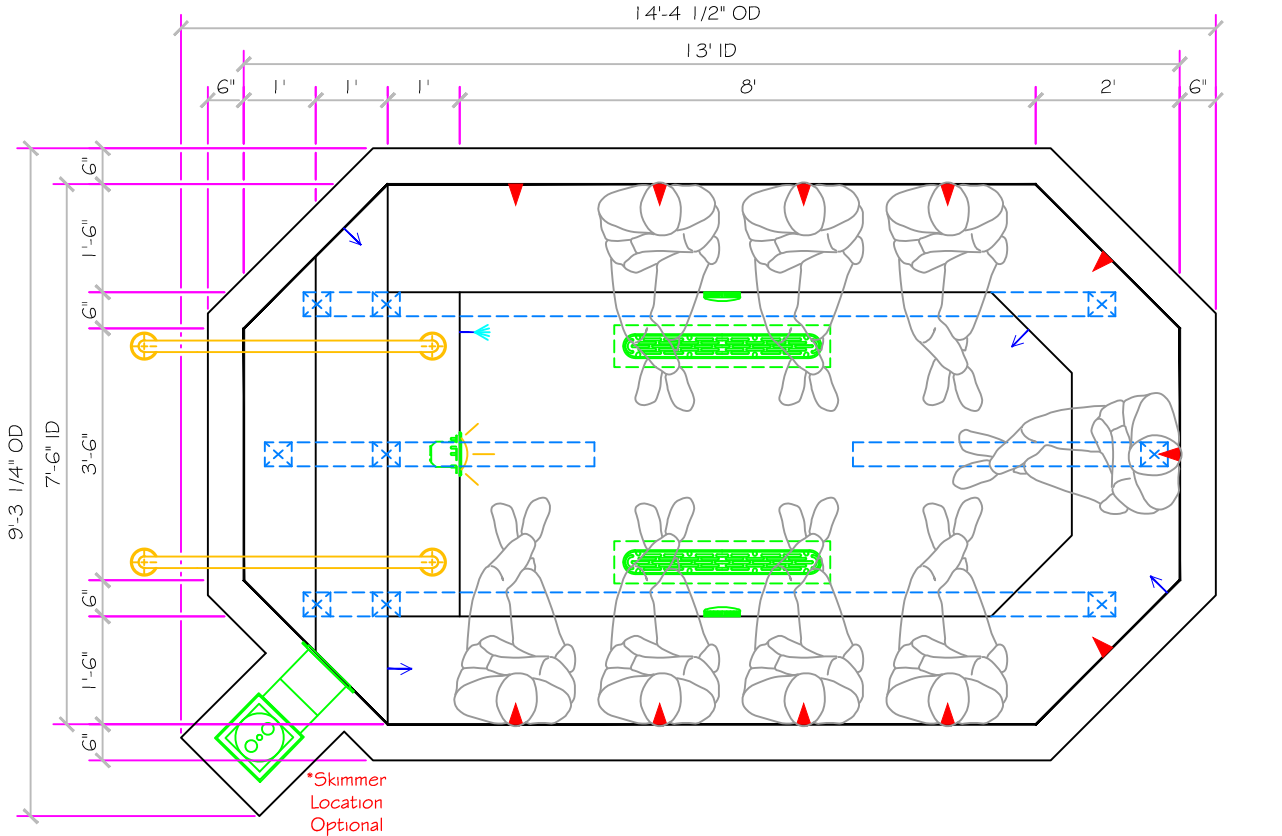 14'-4 1/2" OD
13' ID
6"
1'
1'
1'
8'
2'
6"
6"
1'-6"
6"
3'-6"
6"
1'-6"
6"
7'-6" ID
9'-3 1/4" OD
*Skimmer
Location
Optional